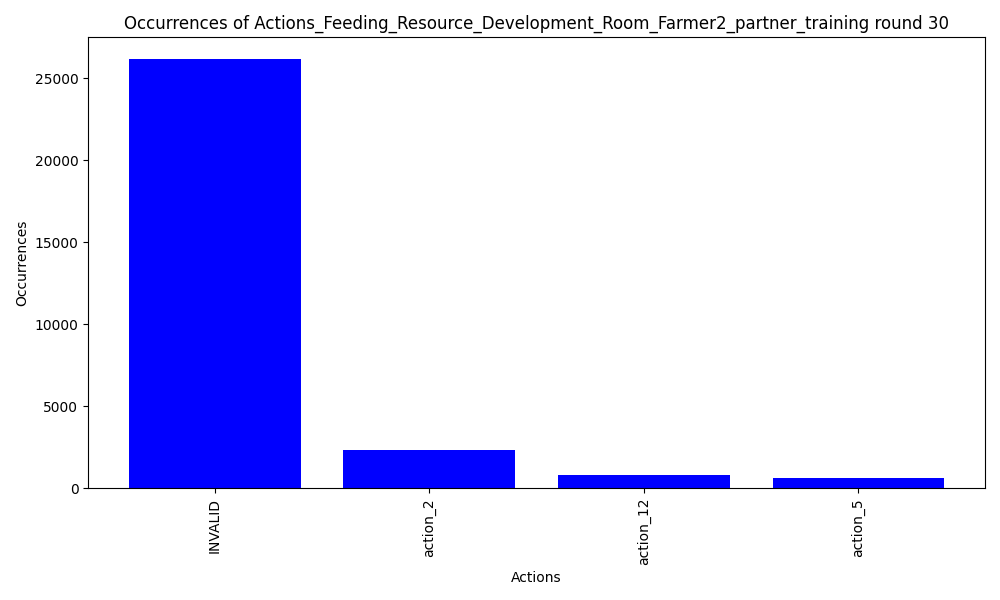 Occurrences of Actions_Feeding_Resource_Development_Room_Farmer2_partner_training round 30
Occurrences
25000
20000
15000
10000
5000
0
INVALID
action_2
action_12
action_5
Actions